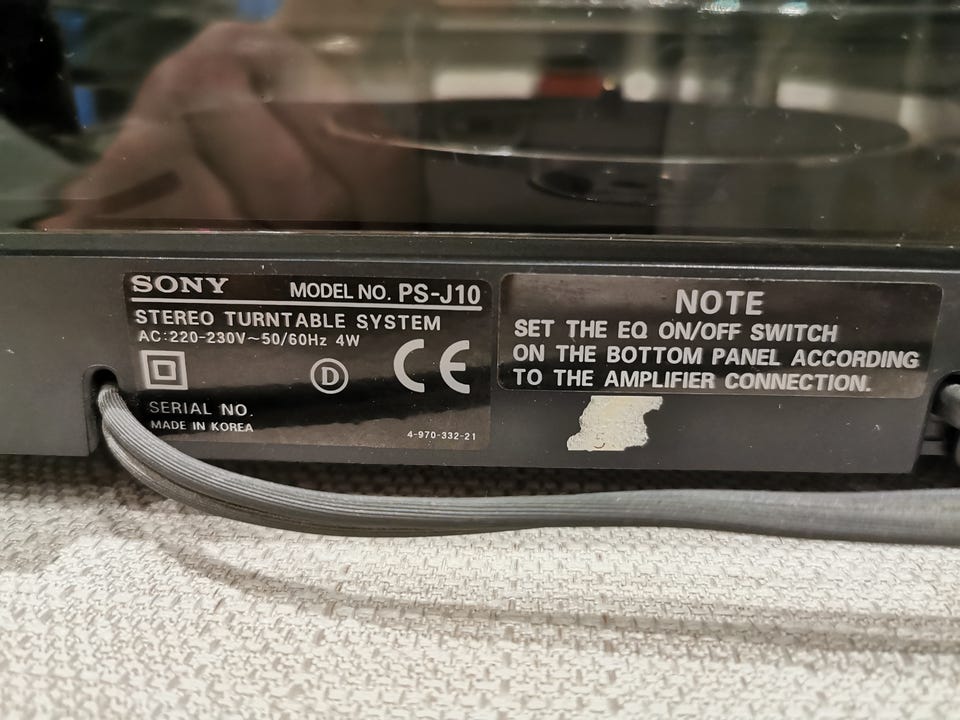 SONY MODEL NO. PS-J10
STEREO TURNTABLE SYSTEM
AC:220-230V~50/60Hz 4W
D CE
SERIAL NO.
MADE IN KOREA
4-970-332-21
NOTE
SET THE EQ ON/OFF SWITCH
ON THE BOTTOM PANEL ACCORDING
TO THE AMPLIFIER CONNECTION.
5